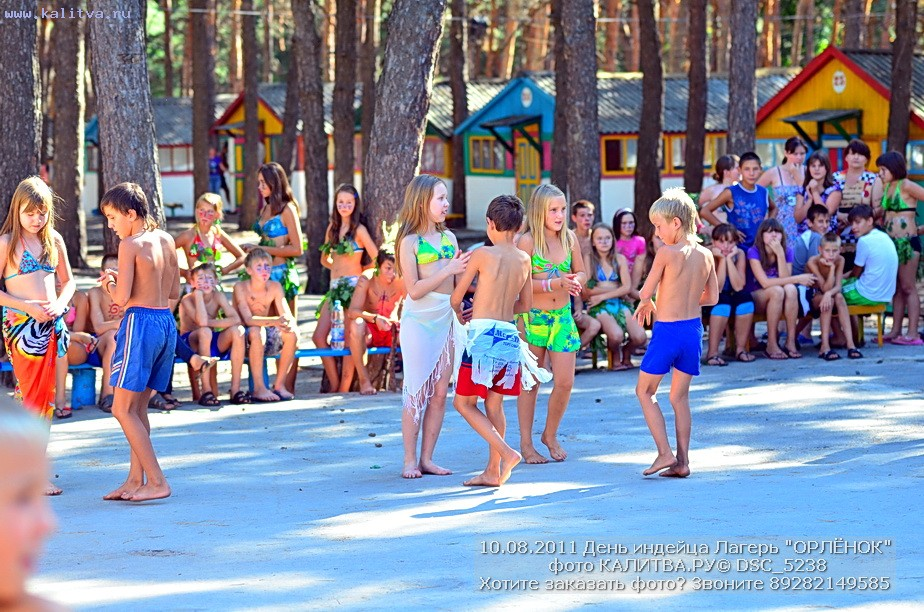 www.kalitva.ru
10.08.2011 День индейца Лагерь "ОРЛЁНОК"
фото КАЛИТВА.РУ© DSC_5238
Хотите заказать фото? Звоните 89282149585